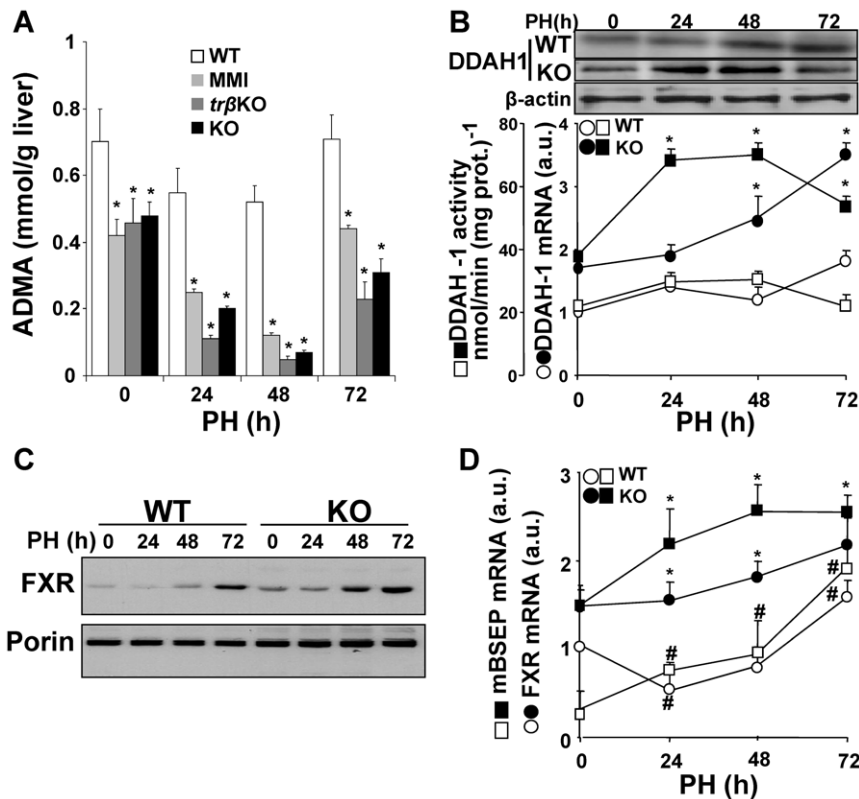 A
ADMA (mmol/g liver)
1
0.8
0.6
0.4
0.2
0
WT
MMI
trβKO
KO
* * *
* * *
* * *
* * *
0 24 48 72
PH (h)
B
PH(h) 0 24 48 72
DDAH1 WT
KO
β-actin
DDAH -1 activity
nmol/min (mg prot.)-1
DDAH-1 mRNA (a.u.)
80
60
40
20
0
4
3
2
1
0
WT
KO
* * *
* *
0 24 48 72
PH (h)
C
WT KO
PH (h) 0 24 48 72 0 24 48 72
FXR
Porin
D
mBSEP mRNA (a.u.)
FXR mRNA (a.u.)
3
2
1
0
WT
KO
* * *
* *
# # #
# #
0 24 48 72
PH (h)